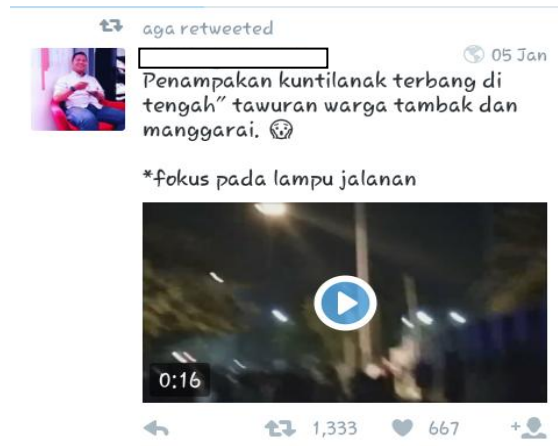 aga retweeted
05 Jan
Penampakan kuntilanak terbang di
tengah" tawuran warga tambak dan
manggarai.
*fokus pada lampu jalanan
0:16
1,333
667